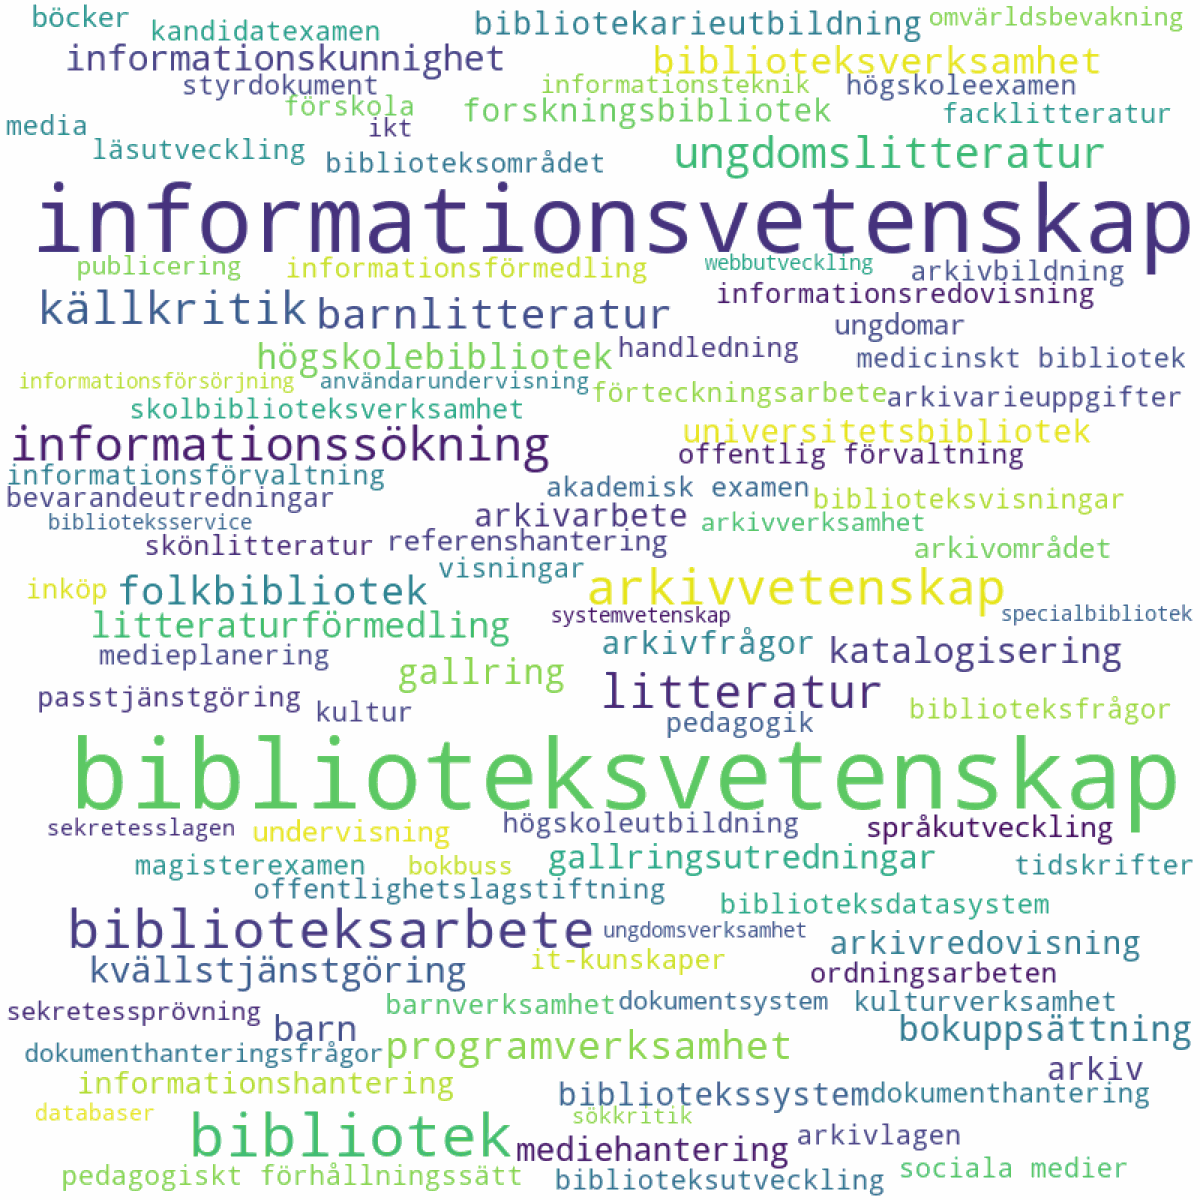 böcker
kandidatexamen
bibliotekarieutbildning
omvärldsbevakning
informationskunnighet
biblioteksverksamhet
styrdokument
informationsteknik
högskoleexamen
förskola
forskningsbibliotek
facklitteratur
media
ikt
läsutveckling
biblioteksområdet
ungdomslitteratur
informationsvetenskap
publicering
informationsförmedling
webbutveckling
arkivbildning
informationsredovisning
källkritik
barnlitteratur
ungdomar
högskolebibliotek
handledning
medicinskt bibliotek
informationsförsörjning
användarundervisning
förteckningsarbete
arkivarieuppgifter
skolbiblioteksverksamhet
informationssökning
universitetsbibliotek
offentlig förvaltning
informationsförvaltning
bevarandeutredningar
akademisk examen
biblioteksvisningar
biblioteksservice
arkivarbete
arkivverksamhet
skönlitteratur
referenshantering
arkivområdet
visningar
inköp
folkbibliotek
arkivvetenskap
litteraturförmedling
systemvetenskap
specialbibliotek
medieplanering
arkivfrågor
katalogisering
gallring
passtjänstgöring
kultur
litteratur
biblioteksfrågor
pedagogik
biblioteksvetenskap
sekretesslagen
undervisning
högskoleutbildning
språkutveckling
magisterexamen
bokbuss
gallringsutredningar
tidskrifter
offentlighetslagstiftning
biblioteksdatasystem
biblioteksarbete
ungdomsverksamhet
arkivredovisning
kvällstjänstgöring
it-kunskaper
ordningsarbeten
sekretessprövning
barnverksamhet
dokumentsystem
kulturverksamhet
barn
bokuppsättning
dokumenthanteringsfrågor
programverksamhet
arkiv
informationshantering
bibliotekssystem
dokumenthantering
databaser
sökkritik
bibliotek
mediehantering
arkivlagen
pedagogiskt förhållningssätt
biblioteksutveckling
sociala medier